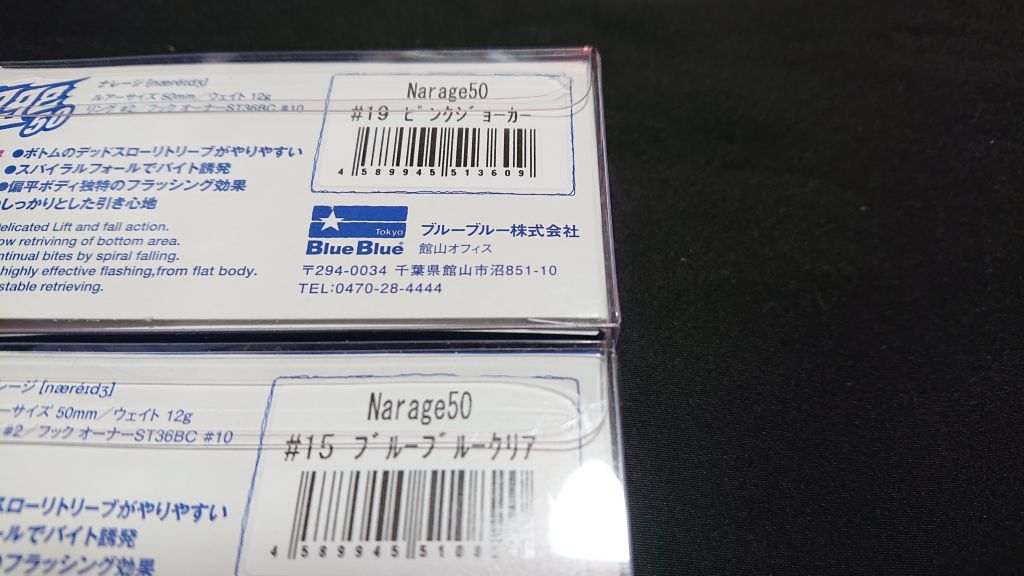 50
ナレージ [næréidʒ]
ルアーサイズ 50mm／ウェイト 12g
リング #2／フック オーナーST36BC #10
●ボトムのデッドスローリトリーブがやりやすい
●スパイラルフォールでバイト誘発
●偏平ボディ独特のフラッシング効果
しっかりとした引き心地
elicated Lift and fall action.
ow retrivinng of bottom area.
ntinual bites by spiral falling.
highly effective flashing,from flat body.
stable retrieving.
Narage50
#19 ピンクジョーカー
4 589945 513609
Tokyo
BlueBlue
ブルーブルー株式会社
館山オフィス
〒294-0034 千葉県館山市沼851-10
TEL:0470-28-4444
レージ [næréidʒ]
ーサイズ 50mm／ウェイト 12g
#2／フック オーナーST36BC #10
スローリトリーブがやりやすい
ールでバイト誘発
フラッシング効果
Narage50
#15 ブルーブルークリア
4 589945 5108